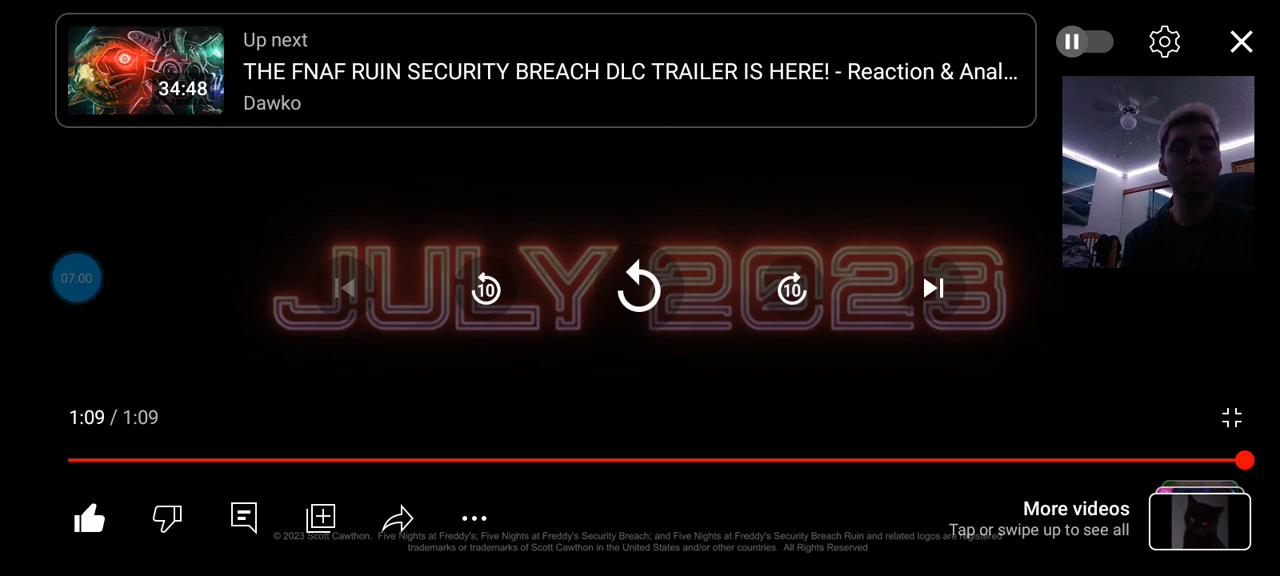 Up next
THE FNAF RUIN SECURITY BREACH DLC TRAILER IS HERE! - Reaction & Anal...
34:48
Dawko
JULY 2023
07:00
10
10
1:09 / 1:09
More videos
Tap or swipe up to see all
© 2023 Scott Cawthon. Five Nights at Freddy's; Five Nights at Freddy's Security Breach; and Five Nights at Freddy's Security Breach Ruin and related logos are registered
trademarks or trademarks of Scott Cawthon in the United States and/or other countries. All Rights Reserved